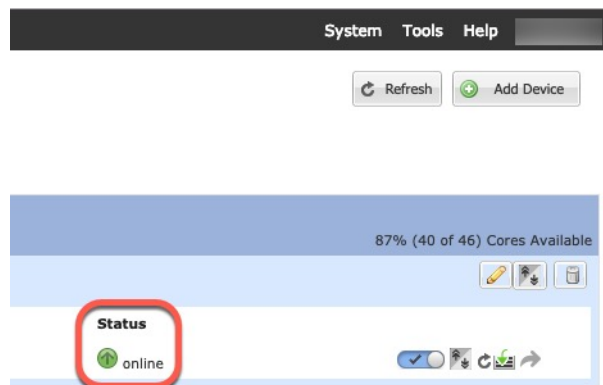 System Tools Help
Refresh Add Device
87% (40 of 46) Cores Available
Status
online